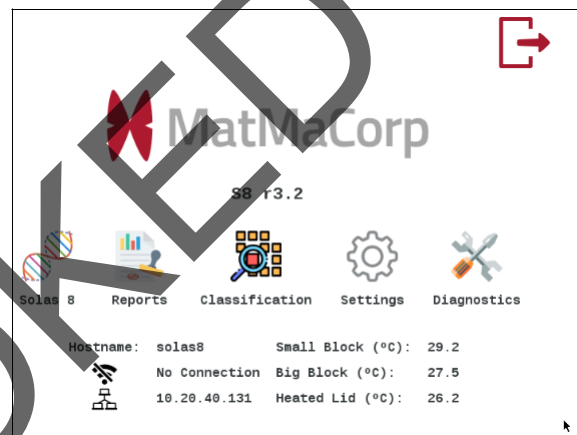 MatMaCorp
S8 r3.2
Solas 8 Reports Classification Settings Diagnostics
Hostname: solas8 Small Block (ºC): 29.2
No Connection Big Block (ºC): 27.5
10.20.40.131 Heated Lid (ºC): 26.2
OKED